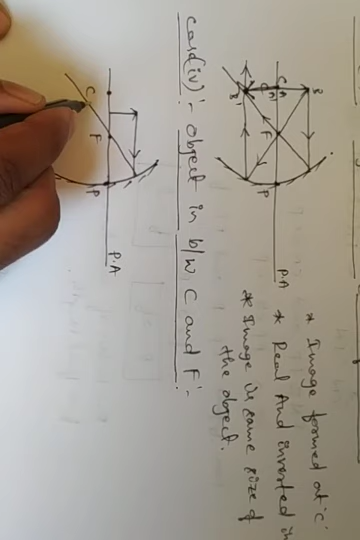 * Image formed at 'C'
* Real And inverted
* Image is same size of
the object.
C
A
B
A'
B'
F
P
P.A
case(iv):- object in b/w C and F:-
C
F
P
P.A